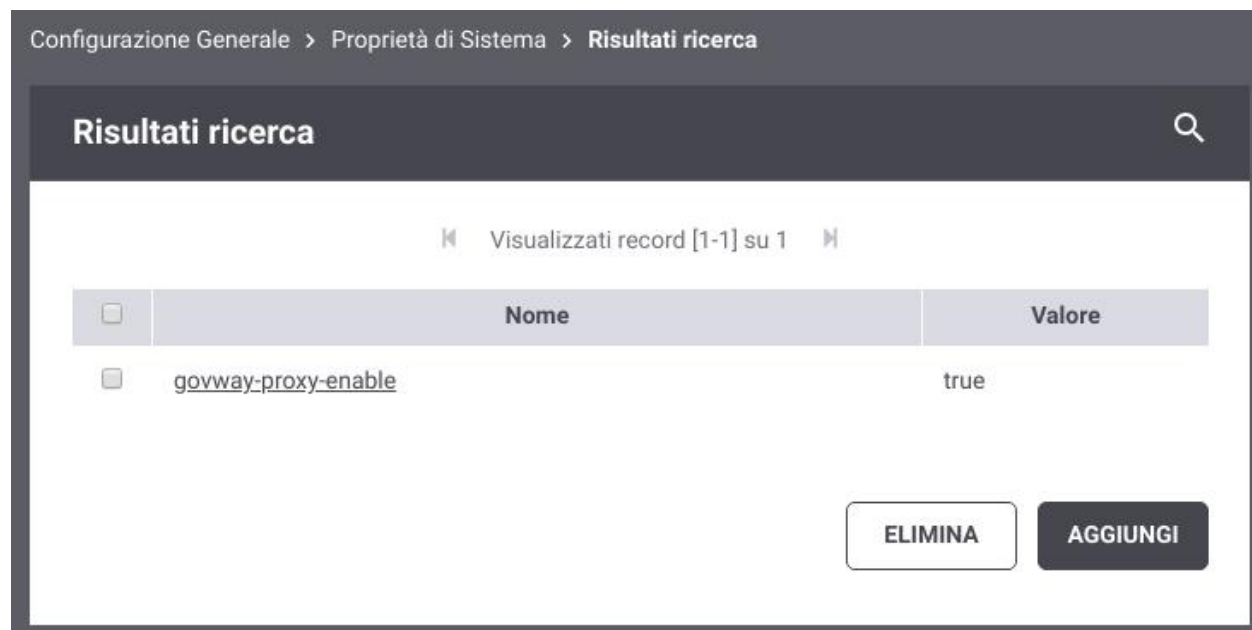 Configurazione Generale > Proprietà di Sistema > Risultati ricerca
Risultati ricerca
Visualizzati record [1-1] su 1
Nome Valore
govway-proxy-enable true
ELIMINA AGGIUNGI